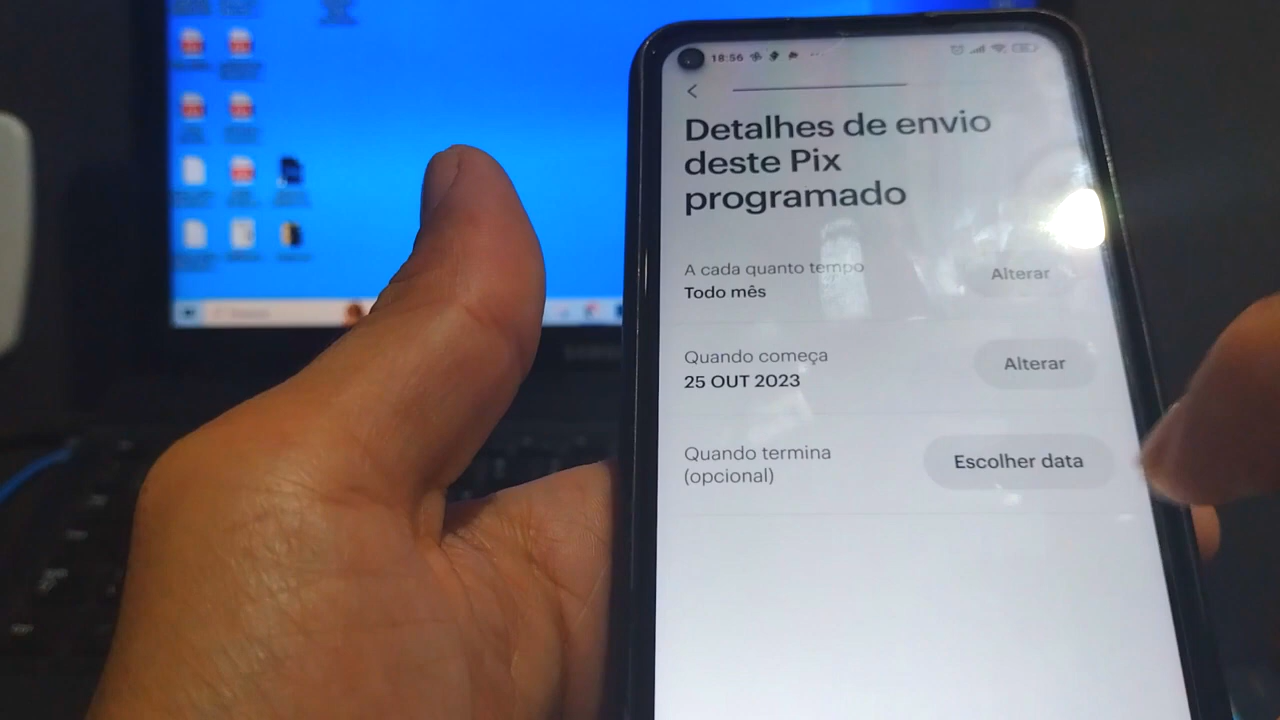 18:56
Detalhes de envio
deste Pix
programado
A cada quanto tempo
Alterar
Todo mês
Quando começa
Alterar
25 OUT 2023
Quando termina
(opcional)
Escolher data